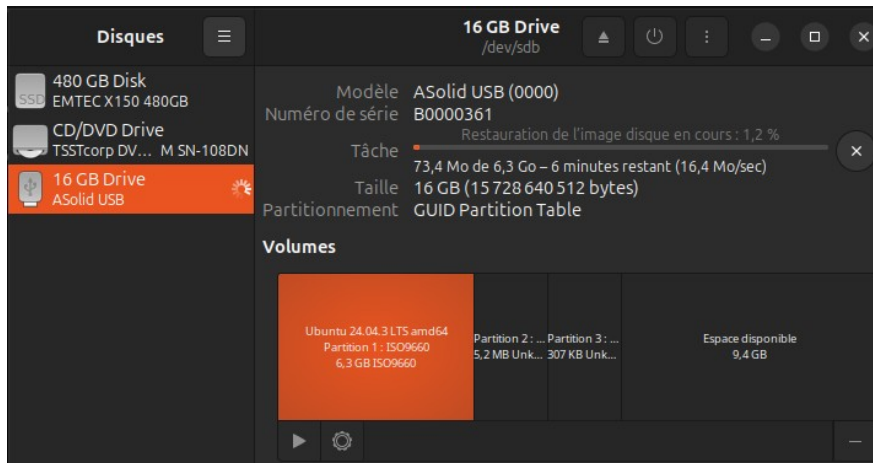 Disques
16 GB Drive
/dev/sdb
480 GB Disk
SSD
EMTEC X150 480GB
CD/DVD Drive
TSSTcorp DV... M SN-108DN
16 GB Drive
ASolid USB
Modèle ASolid USB (0000)
Numéro de série B0000361
Restauration de l'image disque en cours : 1,2 %
Tâche
73,4 Mo de 6,3 Go – 6 minutes restant (16,4 Mo/sec)
Taille 16 GB (15 728 640 512 bytes)
Partitionnement GUID Partition Table
Volumes
Ubuntu 24.04.3 LTS amd64
Partition 1 : ISO9660
6,3 GB ISO9660
Partition 2 : ...
5,2 MB Unk...
Partition 3 : ...
307 KB Unk...
Espace disponible
9,4 GB